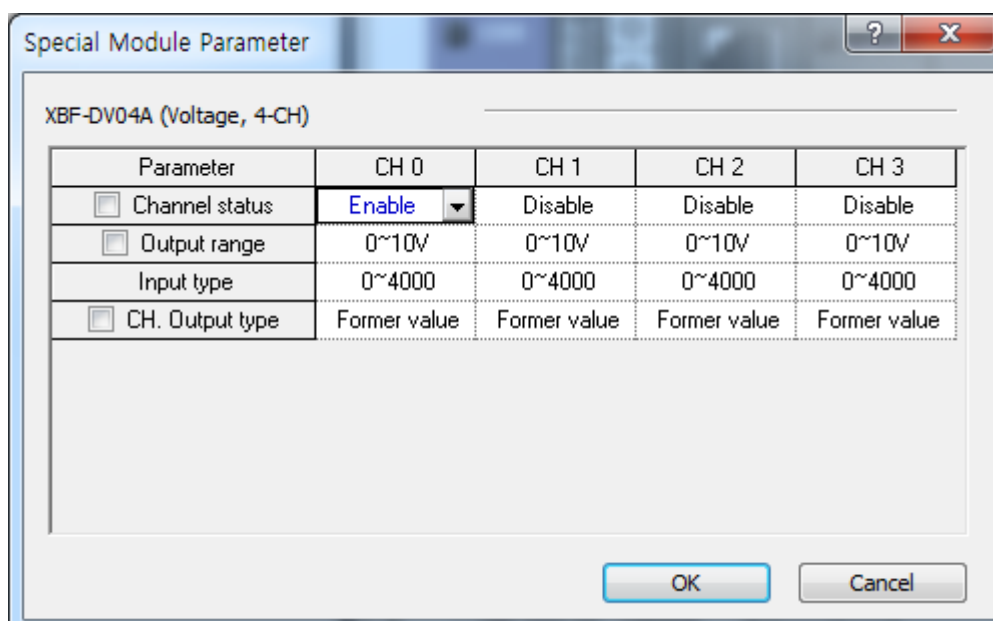 Special Module Parameter
? X
XBF-DV04A (Voltage, 4-CH)
Parameter CH 0 CH 1 CH 2 CH 3
Channel status Enable Disable Disable Disable
Output range 0~10V 0~10V 0~10V 0~10V
Input type 0~4000 0~4000 0~4000 0~4000
CH. Output type Former value Former value Former value Former value
OK Cancel